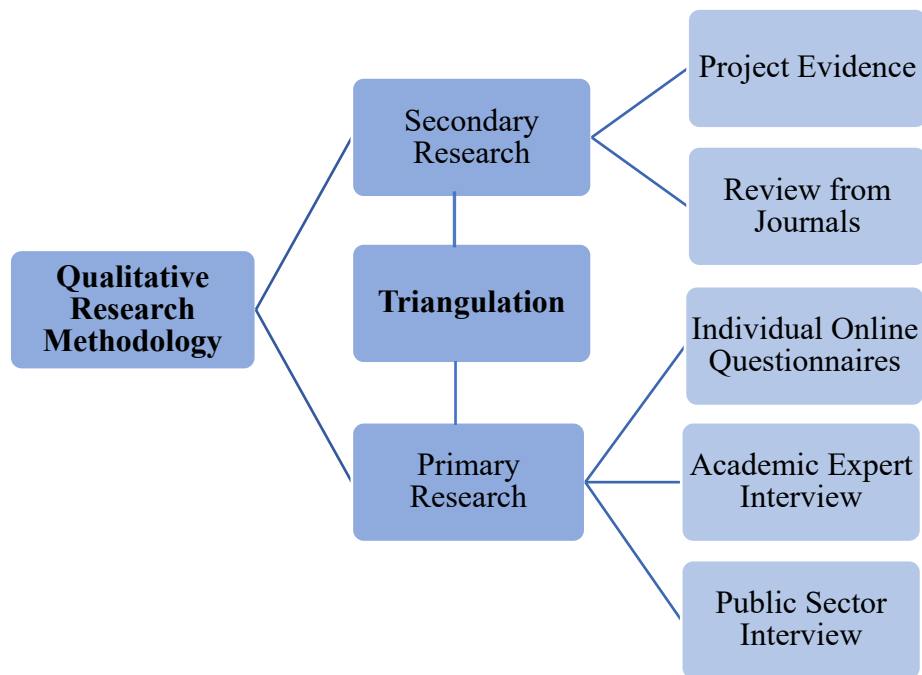 Qualitative
Research
Methodology
Secondary
Research
Triangulation
Primary
Research
Project Evidence
Review from
Journals
Individual Online
Questionnaires
Academic Expert
Interview
Public Sector
Interview